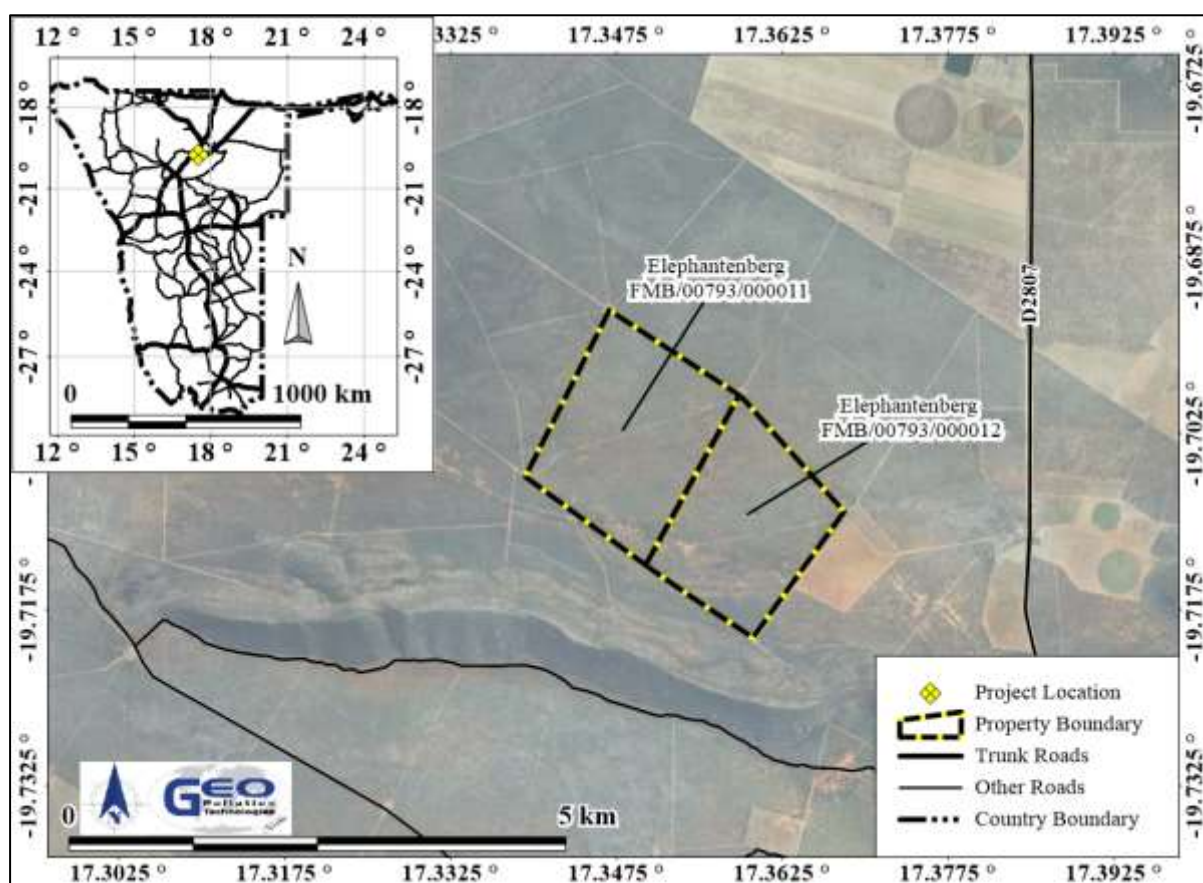 12 ° 15 ° 18 ° 21 ° 24 °
-18 °
-21 °
-24 °
-27 °
-18 °
-21 °
-24 °
-27 °
N
0 1000 km
12 ° 15 ° 18 ° 21 ° 24 °
.3325 ° 17.3475 ° 17.3625 ° 17.3775 ° 17.3925 °
-19.6725 °
-19.6875 °
-19.7025 °
-19.7175 °
-19.7325 °
Elephantenberg
FMB/00793/000011
Elephantenberg
FMB/00793/000012
D2807
-19.7175 °
-19.7325 °
Project Location
Property Boundary
Trunk Roads
Other Roads
Country Boundary
GEO
Pollution
Technologies
0 5 km
17.3025 ° 17.3175 ° 17.3325 ° 17.3475 ° 17.3625 ° 17.3775 ° 17.3925 °